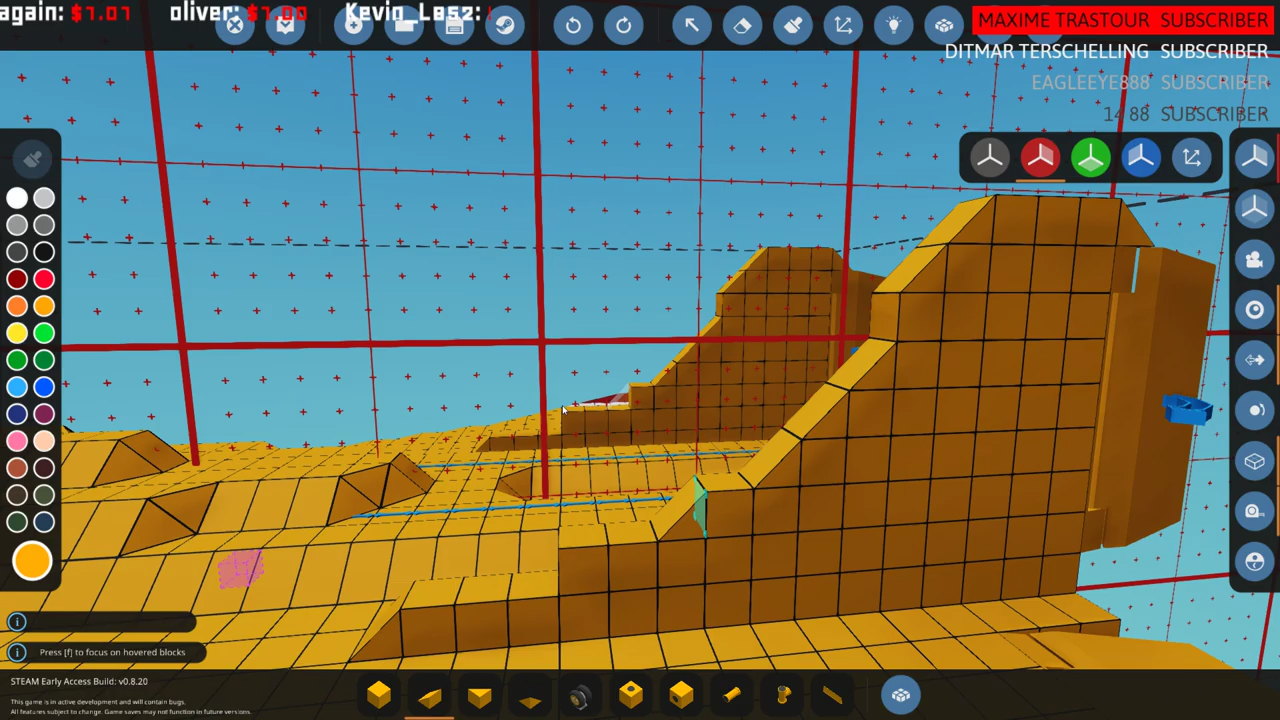 again: $1.01 oliver: $1.00 Kevin_Las2:
MAXIME TRASTOUR SUBSCRIBER
DITMAR TERSCHELLING SUBSCRIBER
EAGLEEYE888 SUBSCRIBER
14 88 SUBSCRIBER
Press [f] to focus on hovered blocks
STEAM Early Access Build: v0.8.20
This game is in active development and will contain bugs.
All features subject to change. Game saves may not function in future versions.